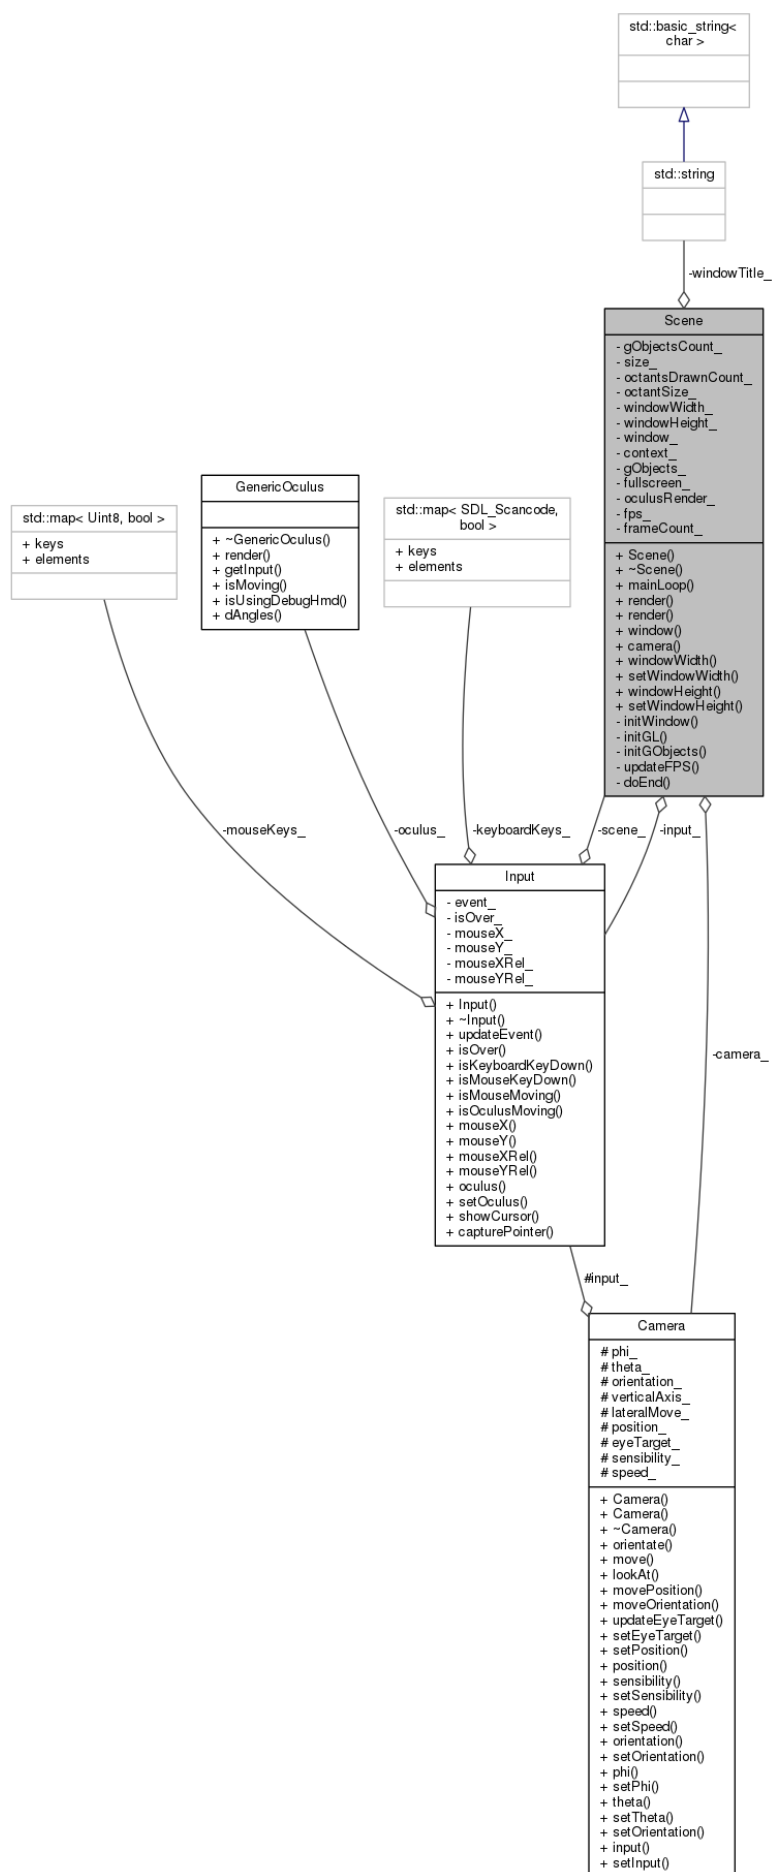 std::basic_string<
char >
std::string
-windowTitle_
Scene
- gObjectsCount_
- size_
- octantsDrawnCount_
- octantSize_
- windowWidth_
- windowHeight_
- window_
- context_
- gObjects_
- fullscreen_
- oculusRender_
- fps_
- frameCount_
+ Scene()
+ ~Scene()
+ mainLoop()
+ render()
+ render()
+ window()
+ camera()
+ windowWidth()
+ setWindowWidth()
+ windowHeight()
+ setWindowHeight()
- initWindow()
- initGL()
- initGObjects()
- updateFPS()
- doEnd()
GenericOculus
+ ~GenericOculus()
+ render()
+ getInput()
+ isMoving()
+ isUsingDebugHmd()
+ dAngles()
std::map< Uint8, bool >
+ keys
+ elements
std::map< SDL_Scancode,
bool >
+ keys
+ elements
-mouseKeys_
-oculus_
-keyboardKeys_
-scene_
-input_
Input
- event_
- isOver_
- mouseX_
- mouseY_
- mouseXRel_
- mouseYRel_
+ Input()
+ ~Input()
+ updateEvent()
+ isOver()
+ isKeyboardKeyDown()
+ isMouseKeyDown()
+ isMouseMoving()
+ isOculusMoving()
+ mouseX()
+ mouseY()
+ mouseXRel()
+ mouseYRel()
+ oculus()
+ setOculus()
+ showCursor()
+ capturePointer()
-camera_
#input_
Camera
# phi_
# theta_
# orientation_
# verticalAxis_
# lateralMove_
# position_
# eyeTarget_
# sensibility_
# speed_
+ Camera()
+ Camera()
+ ~Camera()
+ orientate()
+ move()
+ lookAt()
+ movePosition()
+ moveOrientation()
+ updateEyeTarget()
+ setEyeTarget()
+ setPosition()
+ position()
+ sensibility()
+ setSensibility()
+ speed()
+ setSpeed()
+ orientation()
+ setOrientation()
+ phi()
+ setPhi()
+ theta()
+ setTheta()
+ setOrientation()
+ input()
+ setInput()